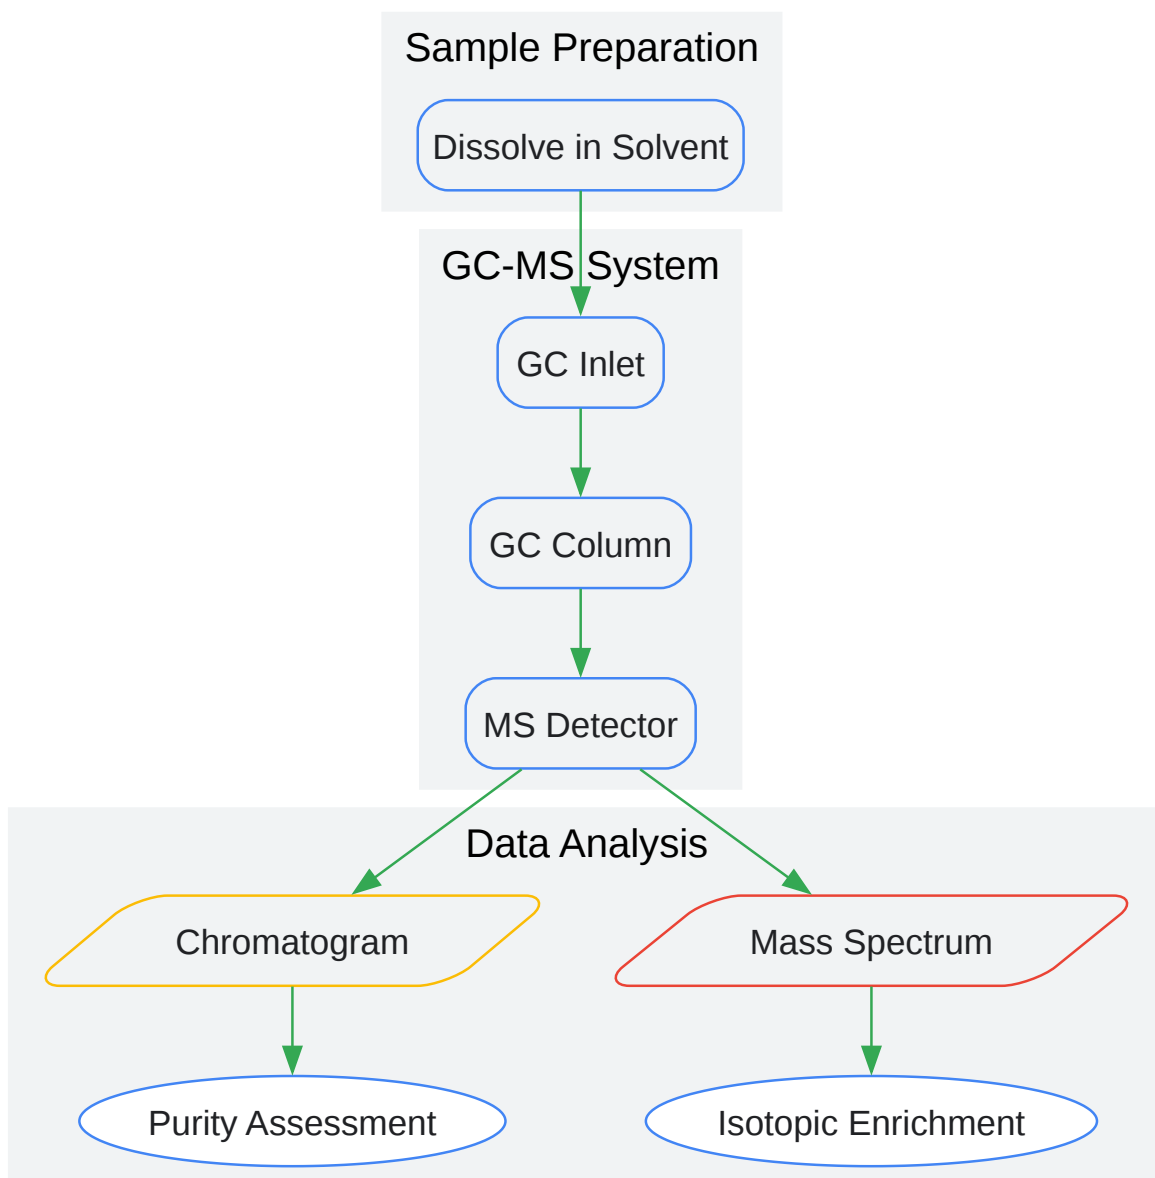 Sample Preparation
Dissolve in Solvent
GC-MS System
GC Inlet
GC Column
MS Detector
Data Analysis
Chromatogram
Mass Spectrum
Purity Assessment
Isotopic Enrichment